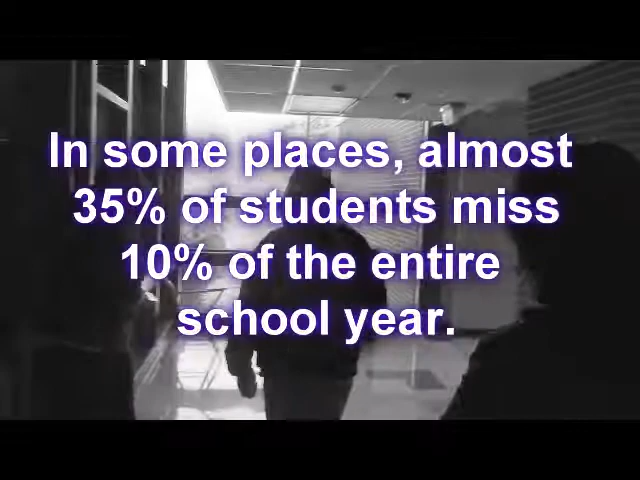 In some places, almost
35% of students miss
10% of the entire
school year.